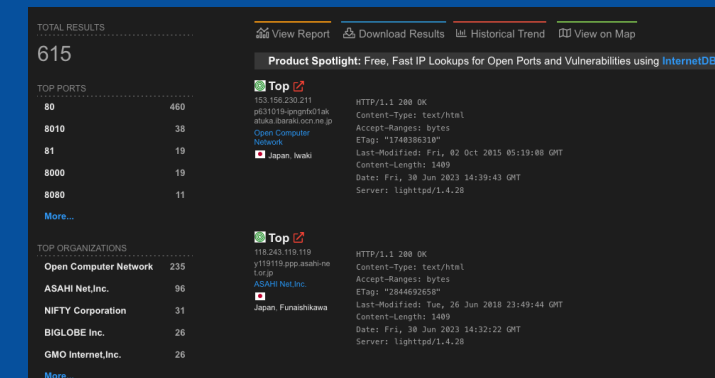 TOTAL RESULTS
615
TOP PORTS
80 460
8010 38
81 19
8000 19
8080 11
More...
TOP ORGANIZATIONS
Open Computer Network 235
ASAHI Net,Inc. 96
NIFTY Corporation 31
BIGLOBE Inc. 26
GMO Internet,Inc. 26
More...
View Report Download Results Historical Trend View on Map
Product Spotlight: Free, Fast IP Lookups for Open Ports and Vulnerabilities using InternetDB
Top
153.156.230.211
p631019-ipngnfx01ak
atuka.ibaraki.ocn.ne.jp
Open Computer
Network
Japan, Iwaki
HTTP/1.1 200 OK
Content-Type: text/html
Accept-Ranges: bytes
ETag: "1740386310"
Last-Modified: Fri, 02 Oct 2015 05:19:08 GMT
Content-Length: 1409
Date: Fri, 30 Jun 2023 14:39:43 GMT
Server: lighttpd/1.4.28
Top
118.243.119.119
y119119.ppp.asahi-ne
t.or.jp
ASAHI Net,Inc.
Japan, Funaishikawa
HTTP/1.1 200 OK
Content-Type: text/html
Accept-Ranges: bytes
ETag: "2844692658"
Last-Modified: Tue, 26 Jun 2018 23:49:44 GMT
Content-Length: 1409
Date: Fri, 30 Jun 2023 14:32:22 GMT
Server: lighttpd/1.4.28